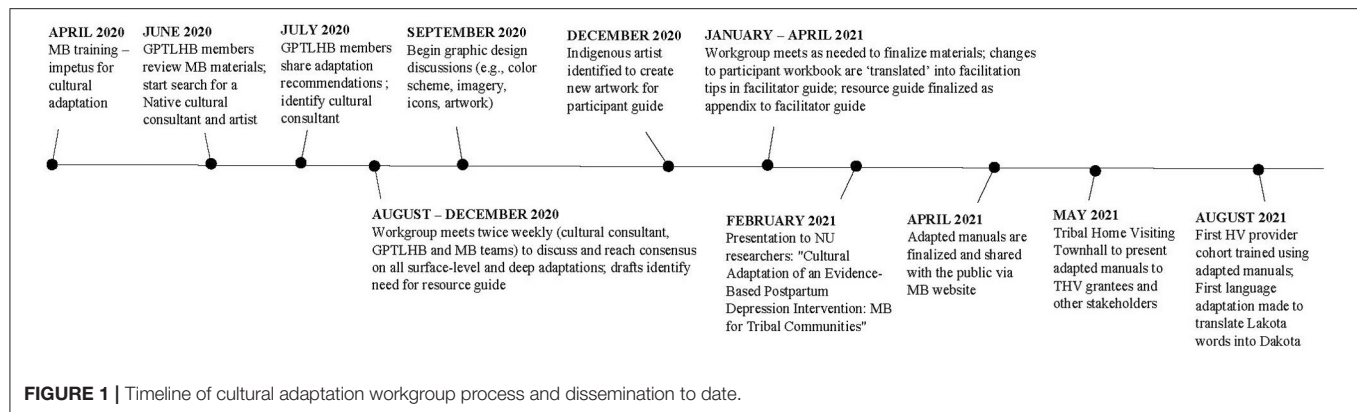 APRIL 2020
MB training –
impetus for
cultural
adaptation
JUNE 2020
GPTLHB members
review MB materials;
start search for a
Native cultural
consultant and artist
JULY 2020
GPTLHB members
share adaptation
recommendations ;
identify cultural
consultant
SEPTEMBER 2020
Begin graphic design
discussions (e.g., color
scheme, imagery,
icons, artwork)
DECEMBER 2020
Indigenous artist
identified to create
new artwork for
participant guide
JANUARY – APRIL 2021
Workgroup meets as needed to finalize materials; changes
to participant workbook are ‘translated’ into facilitation
tips in facilitator guide; resource guide finalized as
appendix to facilitator guide
AUGUST – DECEMBER 2020
Workgroup meets twice weekly (cultural consultant,
GPTLHB and MB teams) to discuss and reach consensus
on all surface-level and deep adaptations; drafts identify
need for resource guide
FEBRUARY 2021
Presentation to NU
researchers: "Cultural
Adaptation of an Evidence-
Based Postpartum
Depression Intervention: MB
for Tribal Communities"
APRIL 2021
Adapted manuals are
finalized and shared
with the public via
MB website
MAY 2021
Tribal Home Visiting
Townhall to present
adapted manuals to
THV grantees and
other stakeholders
AUGUST 2021
First HV provider
cohort trained using
adapted manuals;
First language
adaptation made to
translate Lakota
words into Dakota
FIGURE 1 | Timeline of cultural adaptation workgroup process and dissemination to date.